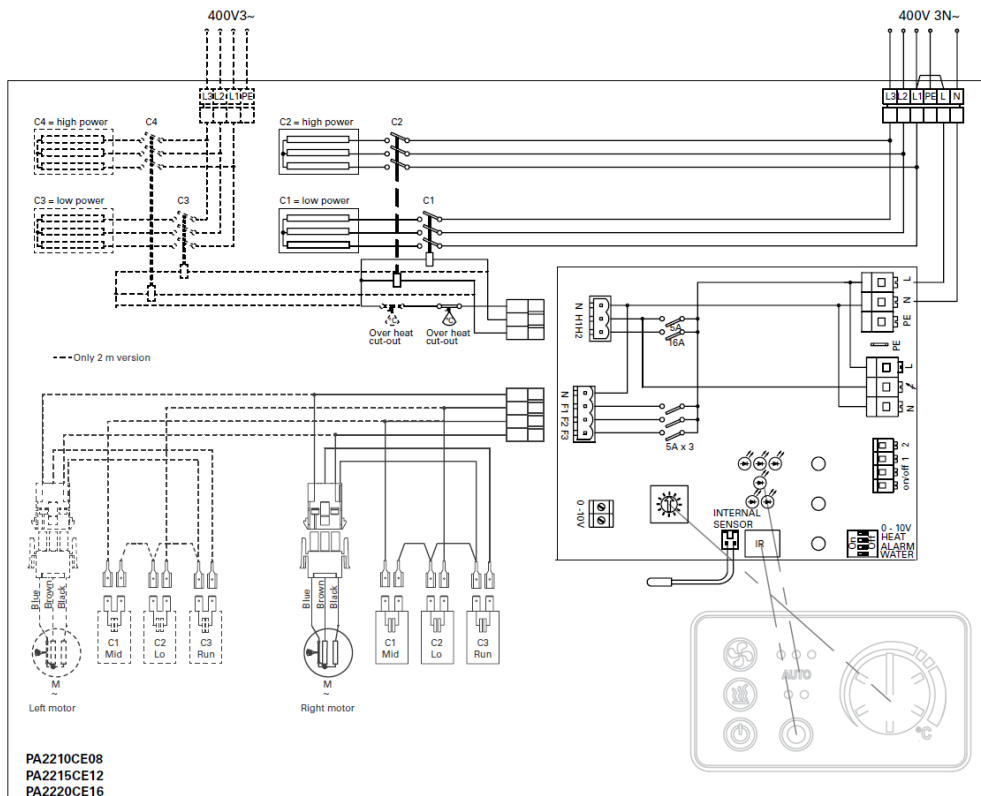 400V3~
400V 3N~
L3 L2 L1 PE
L3 L2 L1 PE L N
C4 = high power
C4
C2 = high power
C2
C3 = low power
C3
C1 = low power
C1
Over heat
cut-out
Over heat
cut-out
Only 2 m version
N H1 H2
5A
16A
L
N
PE
PE
L
N
N F1 F2 F3
5A x 3
on/off 1 2
0-10V
INTERNAL
SENSOR
IR
On
Off
0 - 10V
HEAT
ALARM
WATER
Blue
Brown
Black
C1
Mid
C2
Lo
C3
Run
Blue
Brown
Black
C1
Mid
C2
Lo
C3
Run
M
~
Left motor
M
~
Right motor
AUTO
°C
PA2210CE08
PA2215CE12
PA2220CE16